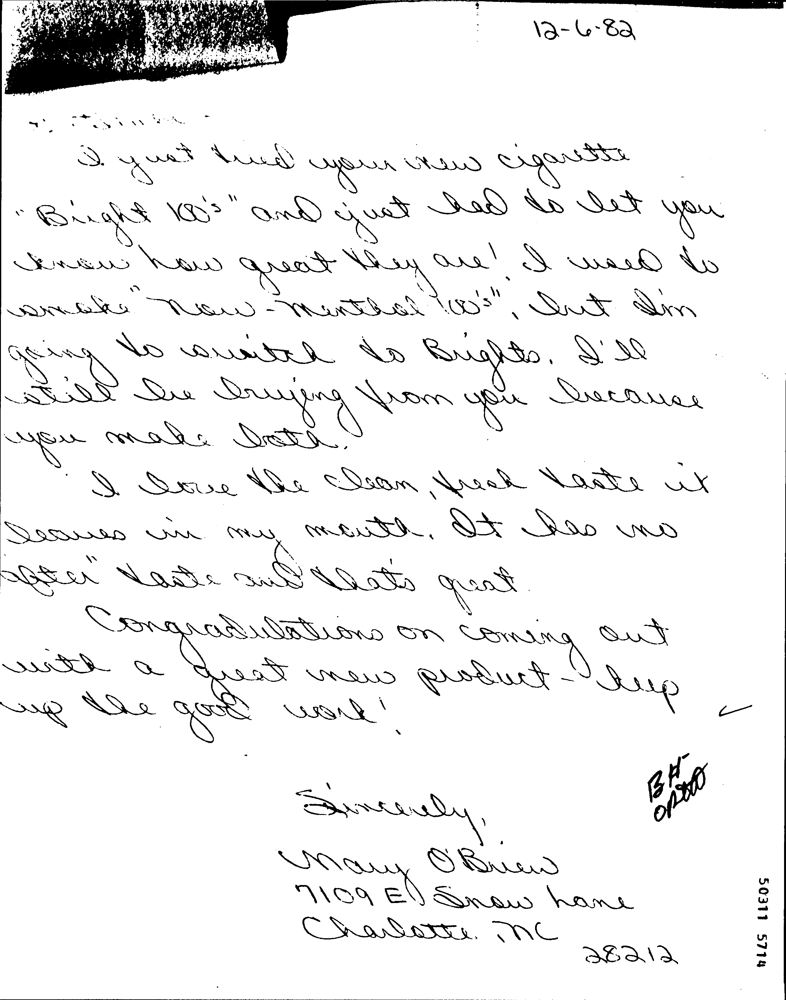 12-6-82
I just tried your new cigarette
"Bright 100's" and just had to let you
know how great they are! I used to
smoke "Now-menthol 100's", but I'm
going to switch to Brights. I'll
still be buying from you because
you make both.
I love the clean, fresh taste it
leaves in my mouth. It has no
"after" taste and that's great.
Congradulations on coming out
with a great new product - keep
up the good work!
BH-
Sincerely,
Mary O'Brien
7109 E Snow Lane
Charlotte, NC
28212
50311 5714